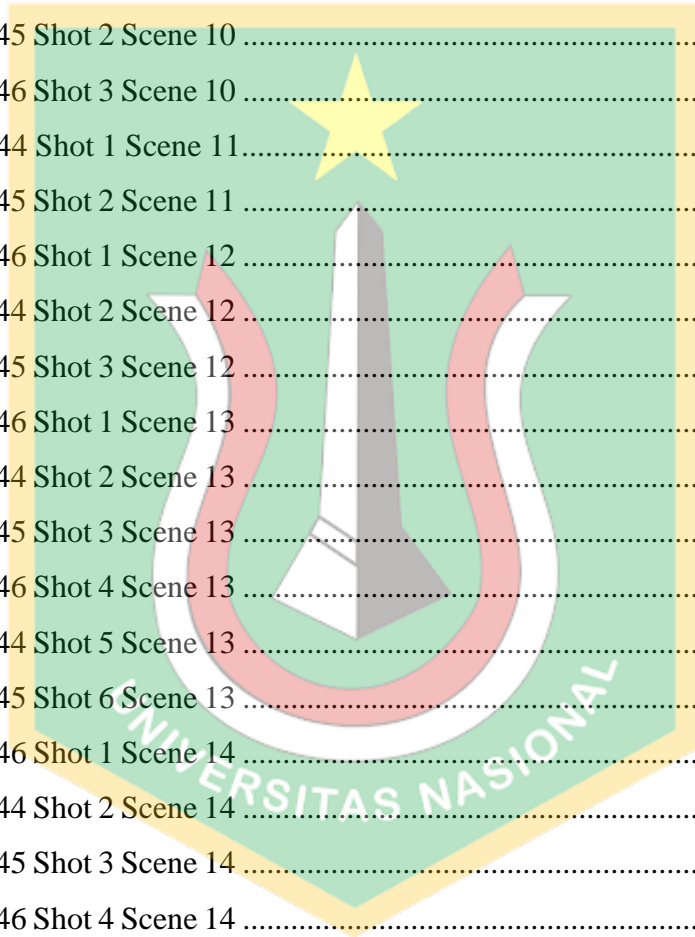 45 Shot 2 Scene 10 ........................................................................
46 Shot 3 Scene 10 ........................................................................
44 Shot 1 Scene 11........................................................................
45 Shot 2 Scene 11 ........................................................................
46 Shot 1 Scene 12 ........................................................................
44 Shot 2 Scene 12 ........................................................................
45 Shot 3 Scene 12 ........................................................................
46 Shot 1 Scene 13 ........................................................................
44 Shot 2 Scene 13 ........................................................................
45 Shot 3 Scene 13 ........................................................................
46 Shot 4 Scene 13 ........................................................................
44 Shot 5 Scene 13 ........................................................................
45 Shot 6 Scene 13 ........................................................................
46 Shot 1 Scene 14 ........................................................................
44 Shot 2 Scene 14 ........................................................................
45 Shot 3 Scene 14 ........................................................................
46 Shot 4 Scene 14 ........................................................................
UNIVERSITAS NASIONAL